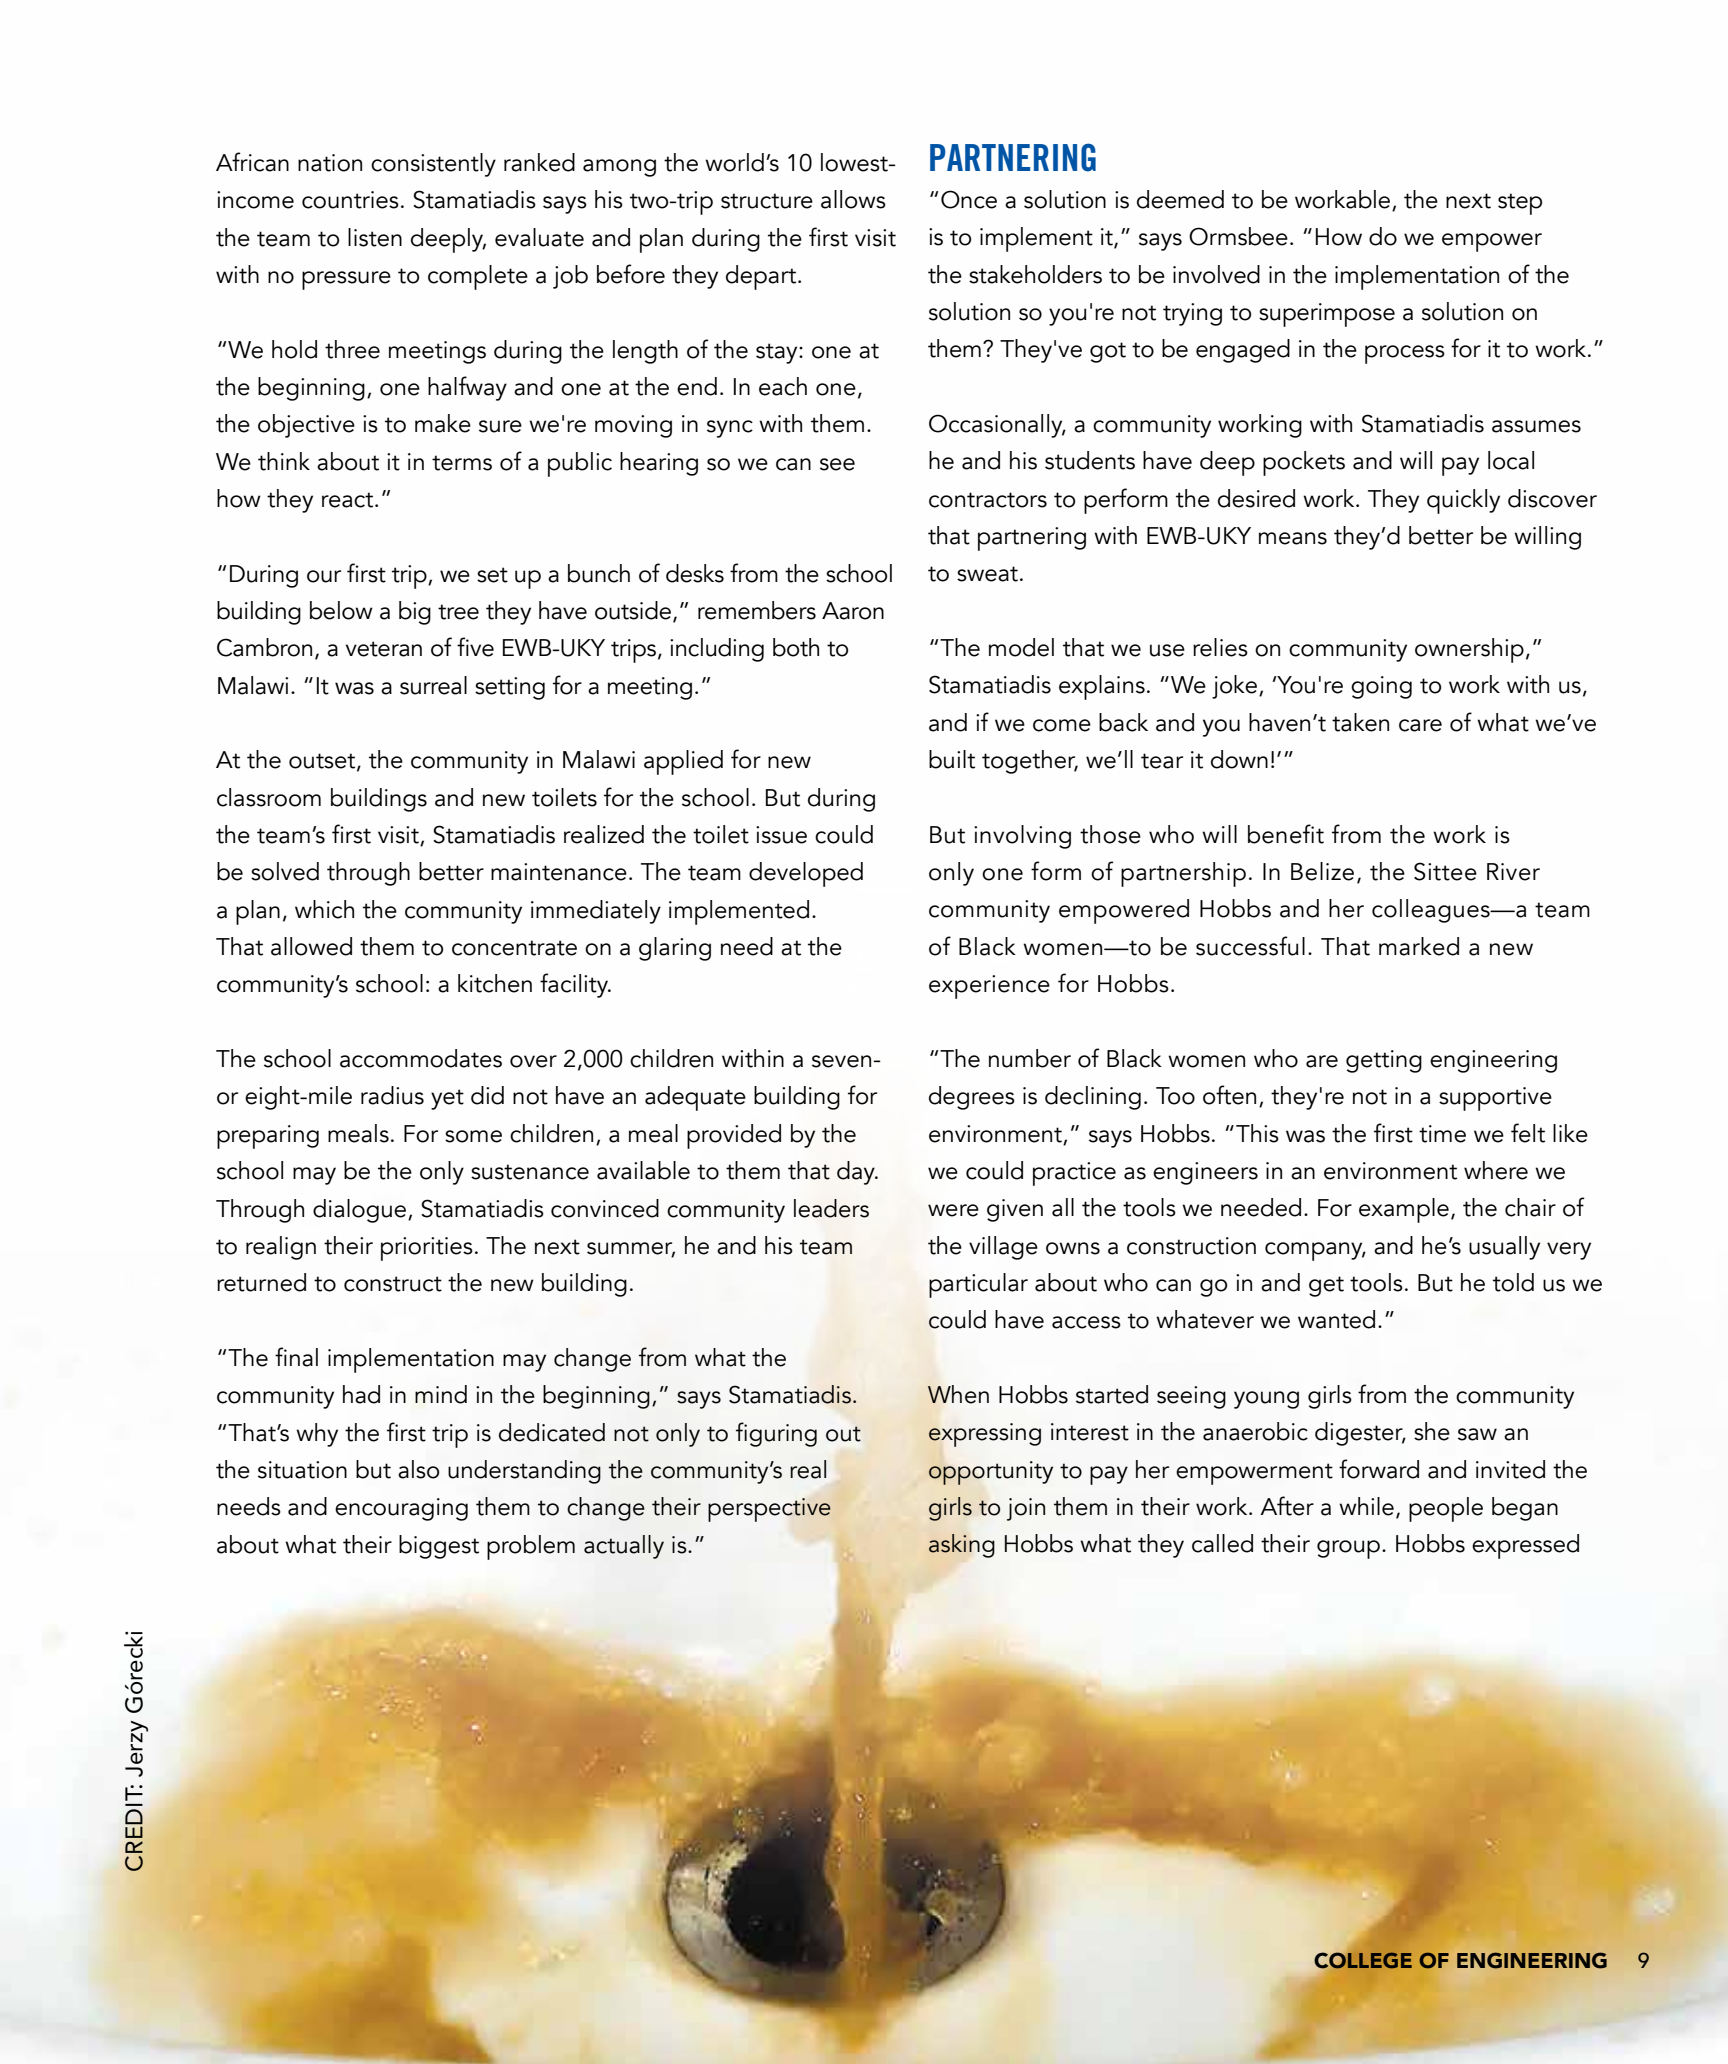 African nation consistently ranked among the world’s 10 lowest-
income countries. Stamatiadis says his two-trip structure allows
the team to listen deeply, evaluate and plan during the first visit
with no pressure to complete a job before they depart.
“We hold three meetings during the length of the stay: one at
the beginning, one halfway and one at the end. In each one,
the objective is to make sure we're moving in sync with them.
We think about it in terms of a public hearing so we can see
how they react.”
“During our first trip, we set up a bunch of desks from the school
building below a big tree they have outside,” remembers Aaron
Cambron, a veteran of five EWB-UKY trips, including both to
Malawi. “It was a surreal setting for a meeting.”
At the outset, the community in Malawi applied for new
classroom buildings and new toilets for the school. But during
the team’s first visit, Stamatiadis realized the toilet issue could
be solved through better maintenance. The team developed
a plan, which the community immediately implemented.
That allowed them to concentrate on a glaring need at the
community’s school: a kitchen facility.
The school accommodates over 2,000 children within a seven-
or eight-mile radius yet did not have an adequate building for
preparing meals. For some children, a meal provided by the
school may be the only sustenance available to them that day.
Through dialogue, Stamatiadis convinced community leaders
to realign their priorities. The next summer, he and his team
returned to construct the new building.
“The final implementation may change from what the
community had in mind in the beginning,” says Stamatiadis.
“That’s why the first trip is dedicated not only to figuring out
the situation but also understanding the community’s real
needs and encouraging them to change their perspective
about what their biggest problem actually is.”
PARTNERING
“Once a solution is deemed to be workable, the next step
is to implement it,” says Ormsbee. “How do we empower
the stakeholders to be involved in the implementation of the
solution so you're not trying to superimpose a solution on
them? They've got to be engaged in the process for it to work.”
Occasionally, a community working with Stamatiadis assumes
he and his students have deep pockets and will pay local
contractors to perform the desired work. They quickly discover
that partnering with EWB-UKY means they’d better be willing
to sweat.
“The model that we use relies on community ownership,”
Stamatiadis explains. “We joke, ‘You're going to work with us,
and if we come back and you haven’t taken care of what we’ve
built together, we’ll tear it down!’”
But involving those who will benefit from the work is
only one form of partnership. In Belize, the Sittee River
community empowered Hobbs and her colleagues—a team
of Black women—to be successful. That marked a new
experience for Hobbs.
“The number of Black women who are getting engineering
degrees is declining. Too often, they're not in a supportive
environment,” says Hobbs. “This was the first time we felt like
we could practice as engineers in an environment where we
were given all the tools we needed. For example, the chair of
the village owns a construction company, and he’s usually very
particular about who can go in and get tools. But he told us we
could have access to whatever we wanted.”
When Hobbs started seeing young girls from the community
expressing interest in the anaerobic digester, she saw an
opportunity to pay her empowerment forward and invited the
girls to join them in their work. After a while, people began
asking Hobbs what they called their group. Hobbs expressed
CREDIT: Jerzy Górecki
COLLEGE OF ENGINEERING 9